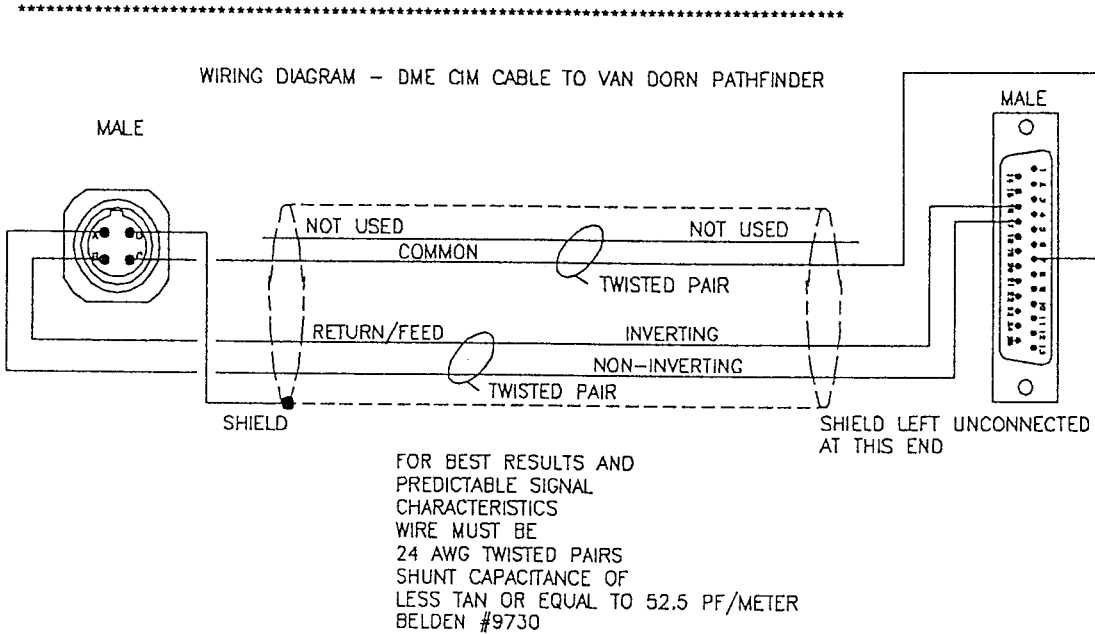 ********************************************************************************
WIRING DIAGRAM – DME CIM CABLE TO VAN DORN PATHFINDER
MALE
MALE
A
D
B
C
NOT USED
NOT USED
COMMON
TWISTED PAIR
RETURN/FEED
INVERTING
NON-INVERTING
TWISTED PAIR
SHIELD
SHIELD LEFT UNCONNECTED
AT THIS END
FOR BEST RESULTS AND
PREDICTABLE SIGNAL
CHARACTERISTICS
WIRE MUST BE
24 AWG TWISTED PAIRS
SHUNT CAPACITANCE OF
LESS TAN OR EQUAL TO 52.5 PF/METER
BELDEN #9730